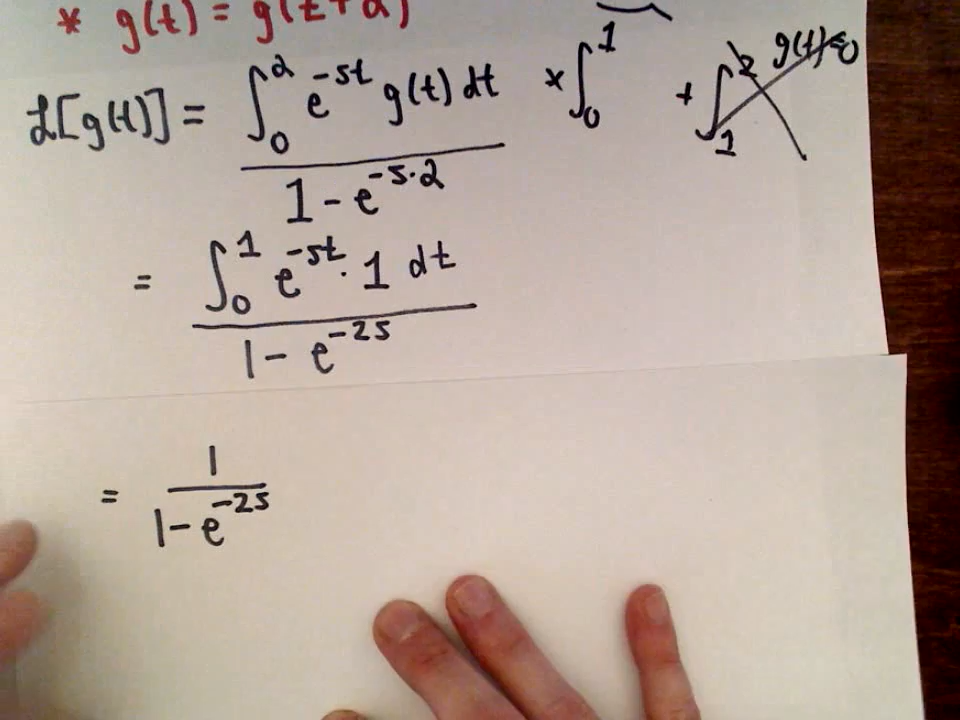 * g(t) = g(t+2)
ℒ[g(t)] = ∫₀² e^{-st} g(t) dt / 1 - e^{-s·2} * ∫₀¹ + ∫₁² g(t)=0
= ∫₀¹ e^{-st} · 1 dt / 1 - e^{-2s}
= 1 / 1 - e^{-2s}